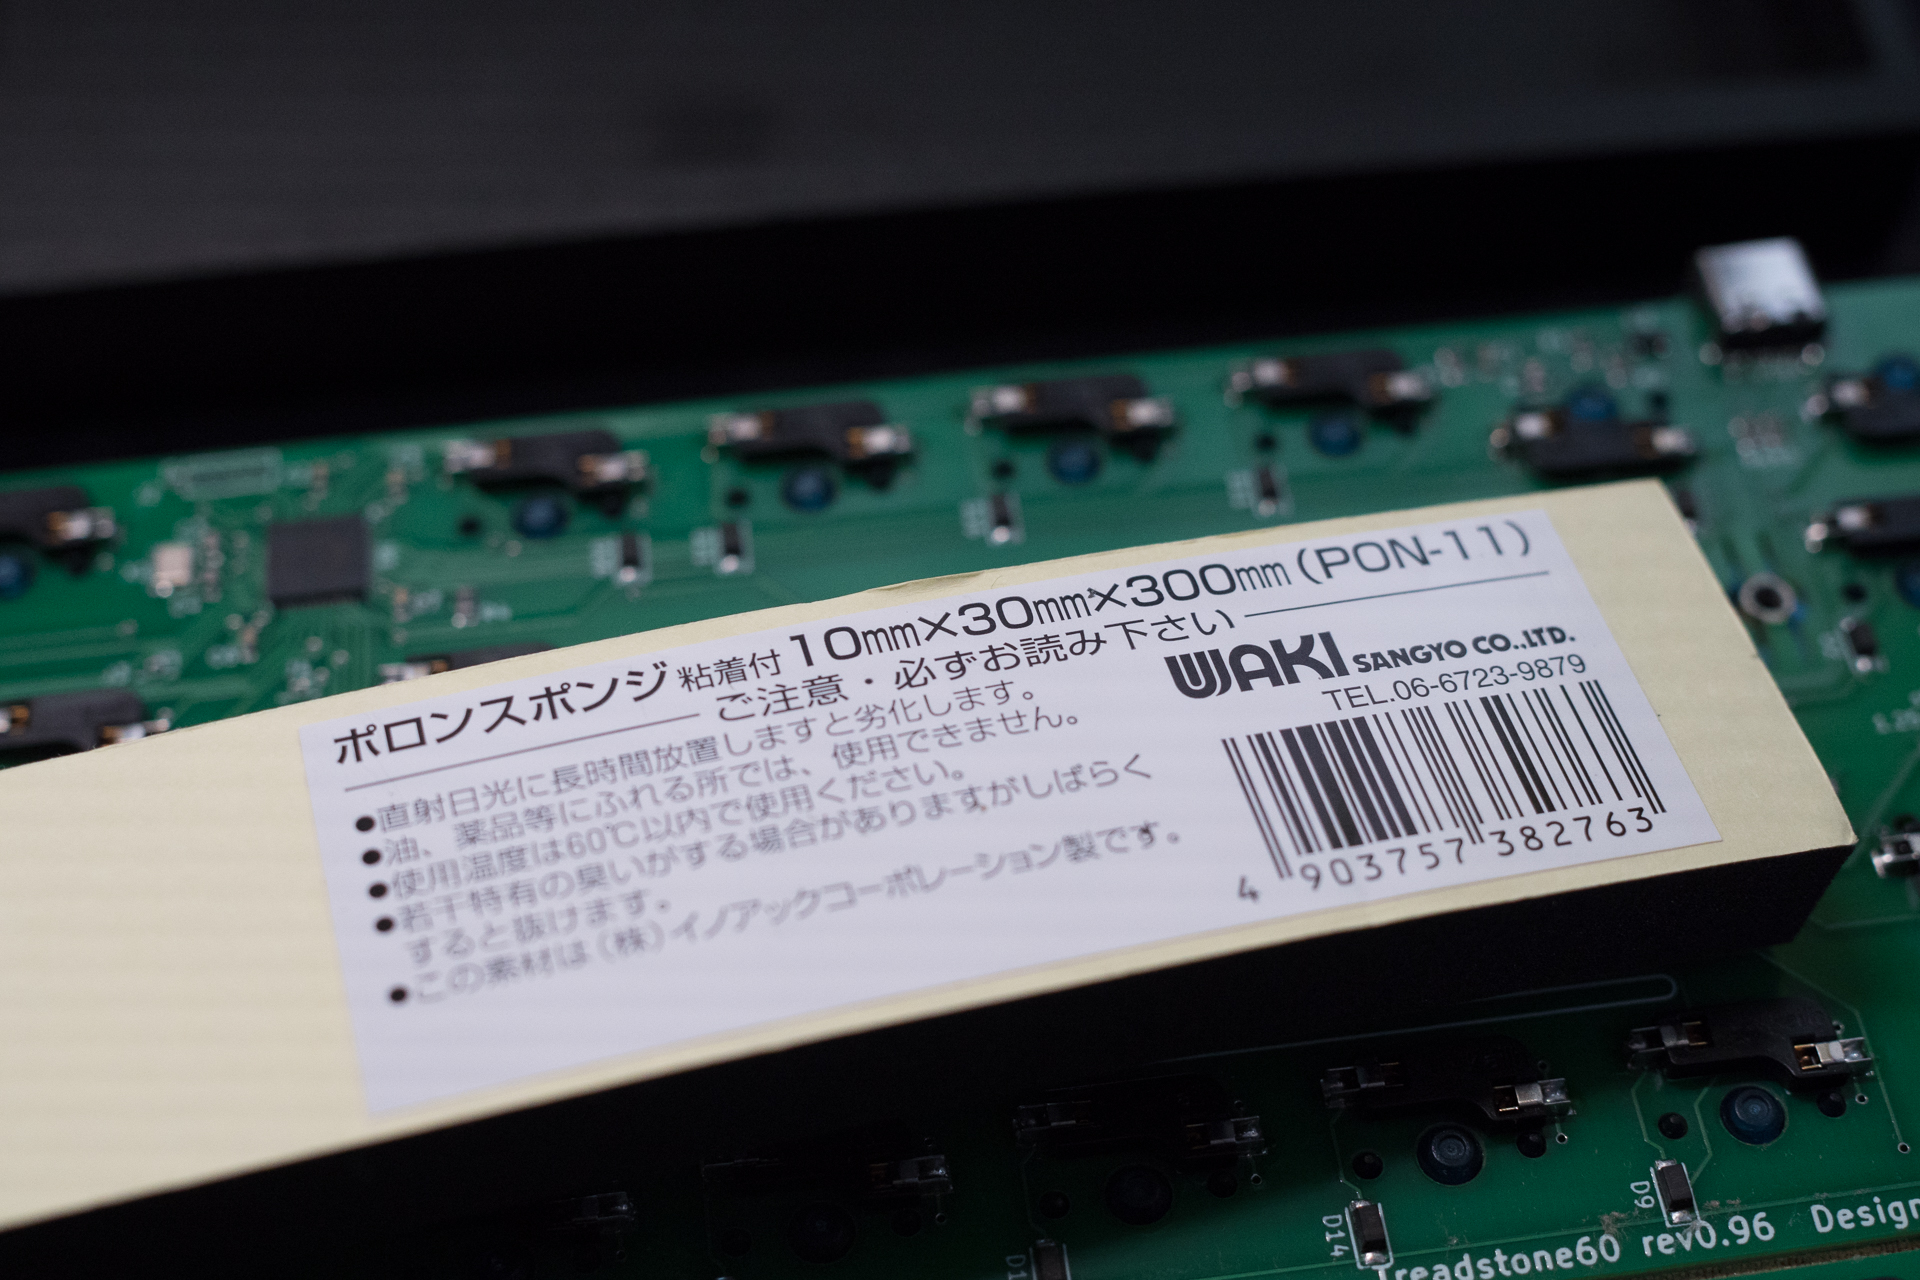 ポロンスポンジ 粘着付 10mm×30mm×300mm(PON-11)
ご注意・必ずお読み下さい
●直射日光に長時間放置しますと劣化します。
●油、薬品等にふれる所では、使用できません。
●使用温度は60℃以内で使用ください。
●若干特有の臭いがする場合がありますがしばらく
すると抜けます。
●この素材は(株)イノアックコーポレーション製です。
WAKI SANGYO CO.,LTD.
TEL.06-6723-9879
4 903757 382763
D9
D14
Treadstone60 rev0.96 Design